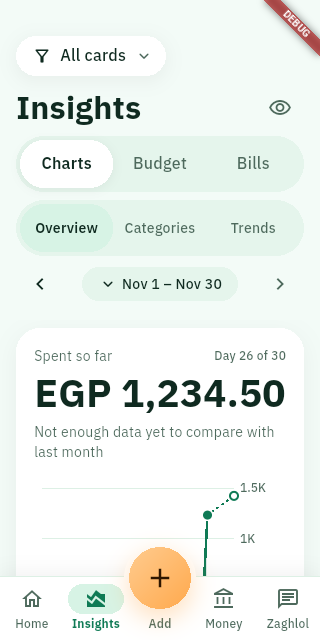 DEBUG
All cards
Insights
Charts Budget Bills
Overview Categories Trends
Nov 1 – Nov 30
Spent so far Day 26 of 30
EGP 1,234.50
Not enough data yet to compare with
last month
1.5K
1K
Home Insights Add Money Zaghlol